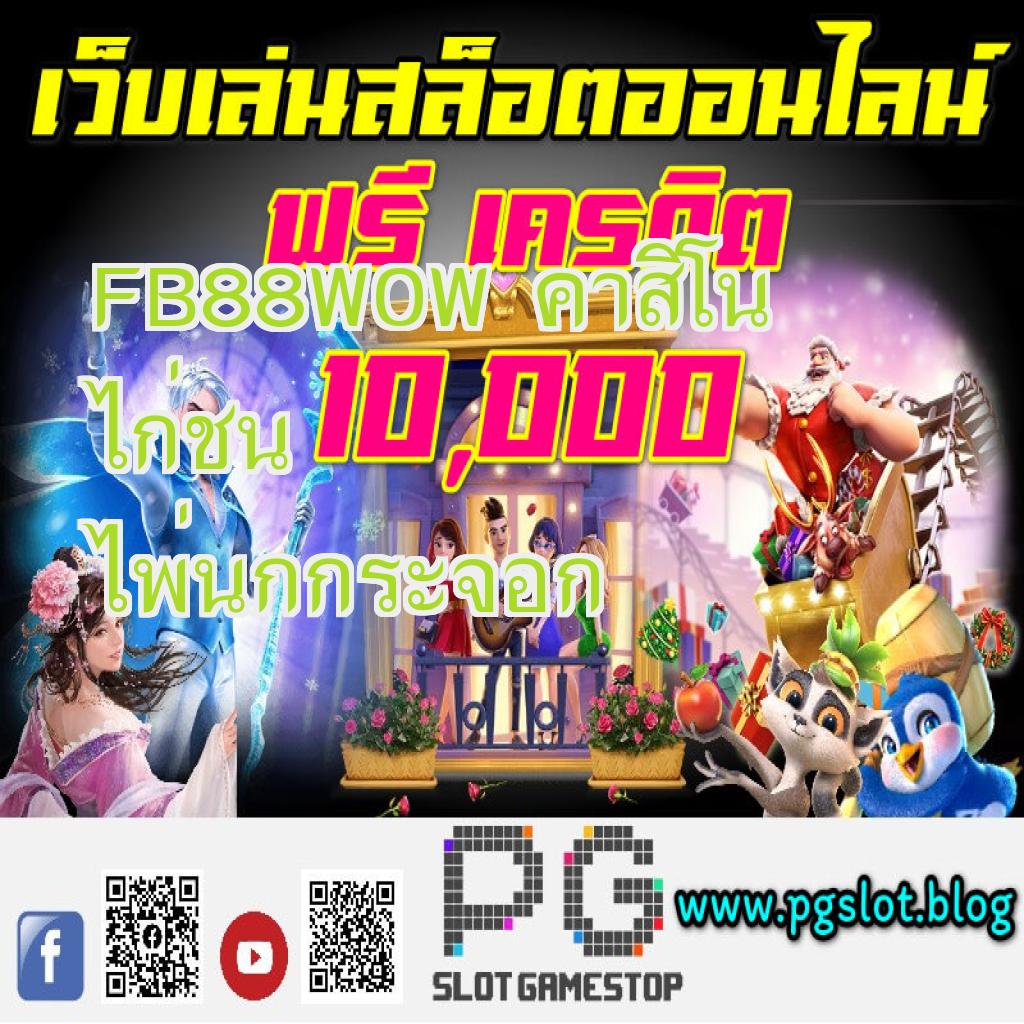 เว็บเล่นสล็อตออนไลน์
ฟรี เครดิต
FB88WOW คาสิโน
10,000
ไก่ชน
ไพ่นกกระจอก
PG
www.pgslot.blog
SLOT GAMESTOP